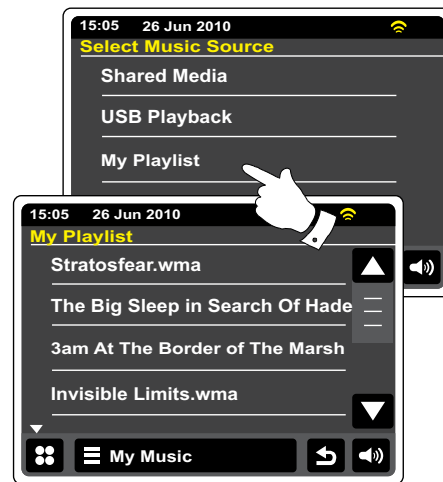 15:05 26 Jun 2010
Select Music Source
Shared Media
USB Playback
My Playlist
15:05 26 Jun 2010
My Playlist
Stratosfear.wma
The Big Sleep in Search Of Hade
3am At The Border of The Marsh
Invisible Limits.wma
My Music